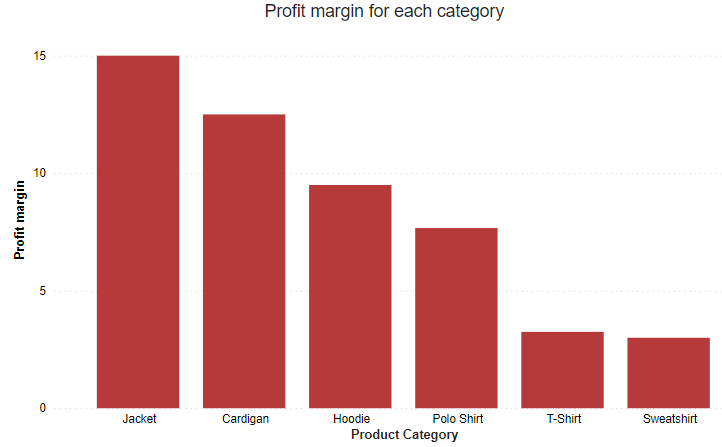 Profit margin for each category
Profit margin
15
10
5
0
Jacket Cardigan Hoodie Polo Shirt T-Shirt Sweatshirt
Product Category